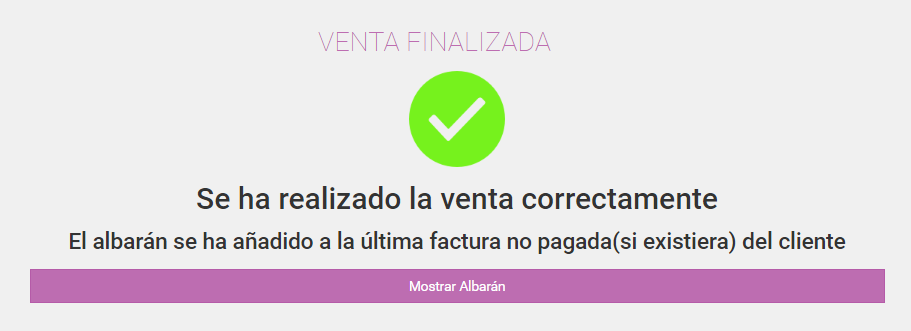 VENTA FINALIZADA
Se ha realizado la venta correctamente
El albarán se ha añadido a la última factura no pagada(si existiera) del cliente
Mostrar Albarán